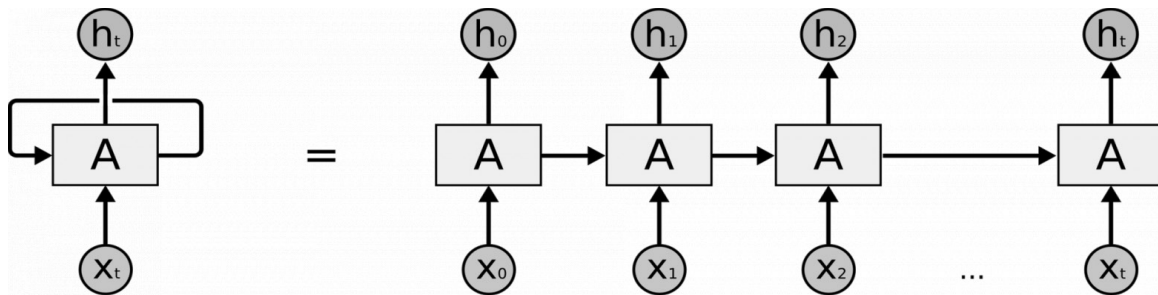 hₜ h₀ h₁ h₂ hₜ
A = A A A A
xₜ x₀ x₁ x₂ ... xₜ